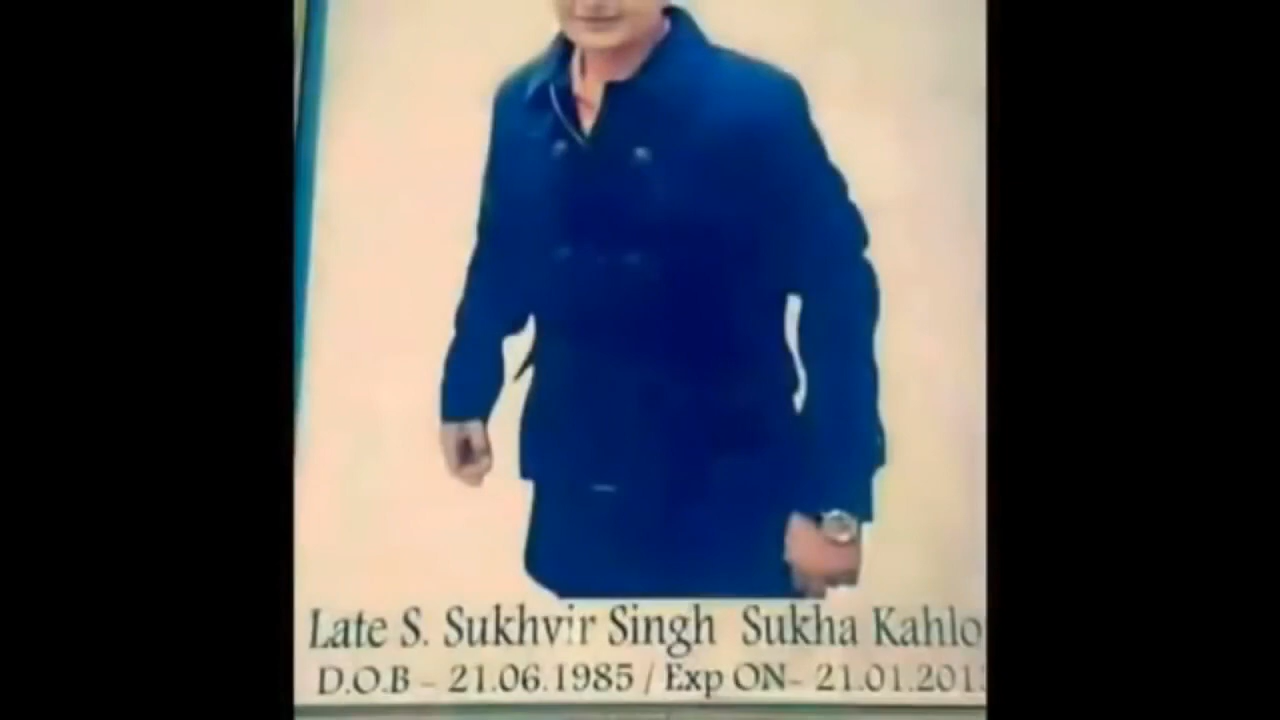 Late S. Sukhvir Singh Sukha Kahlo
D.O.B - 21.06.1985 / Exp ON- 21.01.201